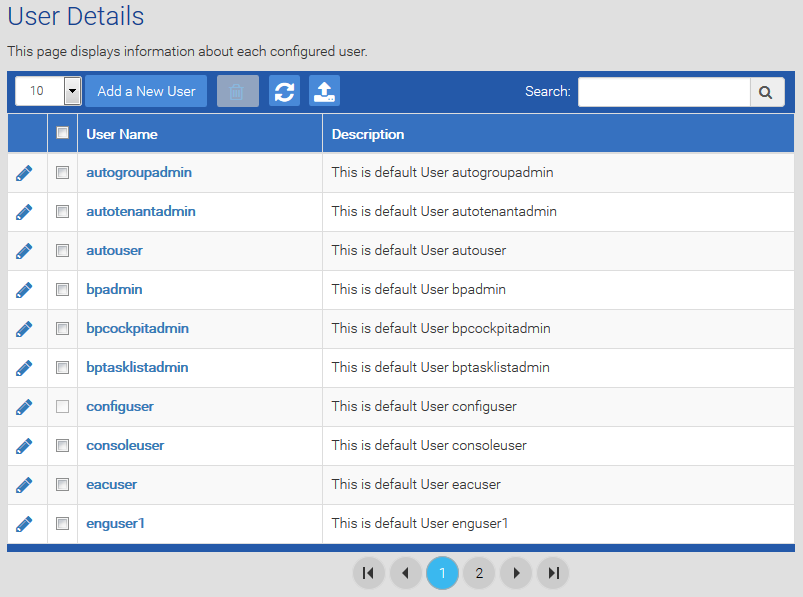 User Details
This page displays information about each configured user.
10 Add a New User Search:
User Name Description
autogroupadmin This is default User autogroupadmin
autotenantadmin This is default User autotenantadmin
autouser This is default User autouser
bpadmin This is default User bpadmin
bpcockpitadmin This is default User bpcockpitadmin
bptasklistadmin This is default User bptasklistadmin
configuser This is default User configuser
consoleuser This is default User consoleuser
eacuser This is default User eacuser
enguser1 This is default User enguser1
1 2